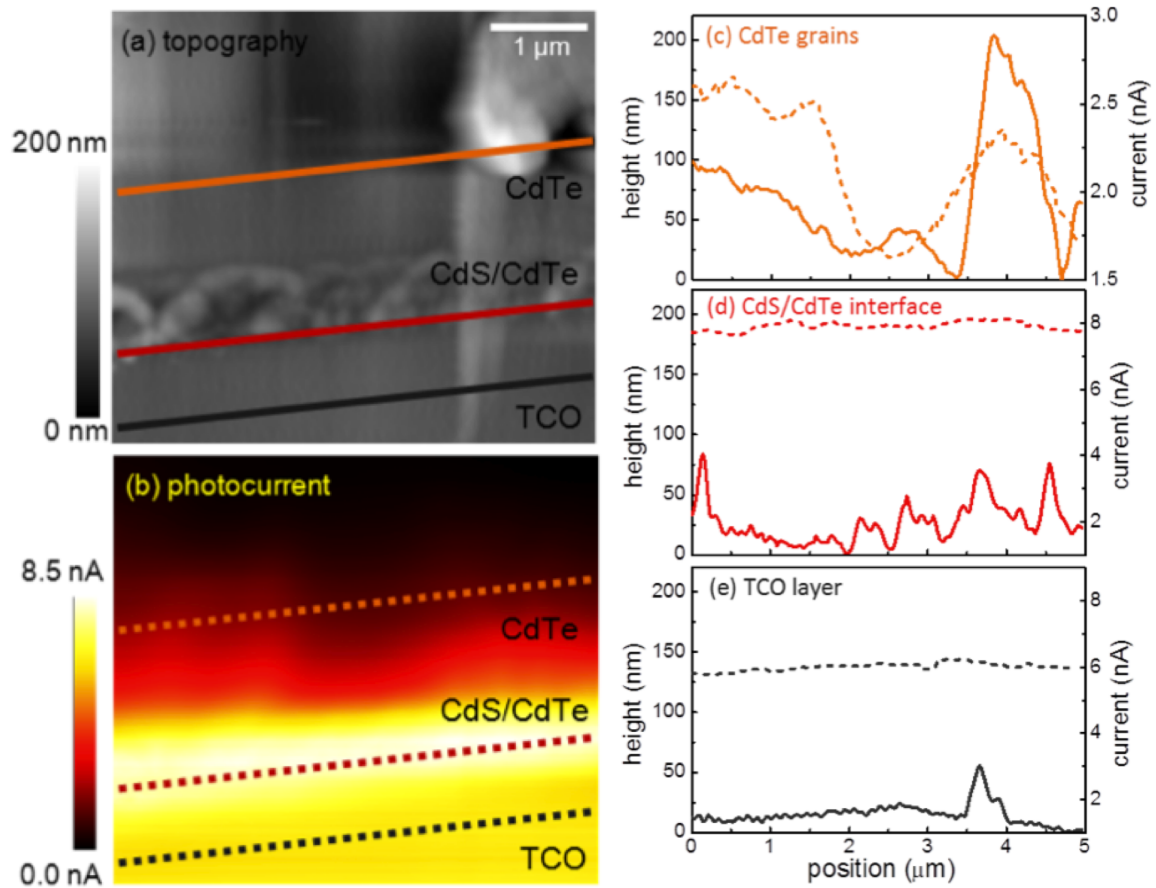 (a) topography
1 µm
200 nm
0 nm
CdTe
CdS/CdTe
TCO
(b) photocurrent
8.5 nA
0.0 nA
CdTe
CdS/CdTe
TCO
(c) CdTe grains
200
150
100
50
0
height (nm)
3.0
2.5
2.0
1.5
current (nA)
(d) CdS/CdTe interface
200
150
100
50
0
height (nm)
8
6
4
2
current (nA)
(e) TCO layer
200
150
100
50
0
height (nm)
8
6
4
2
current (nA)
0 1 2 3 4 5
position (µm)